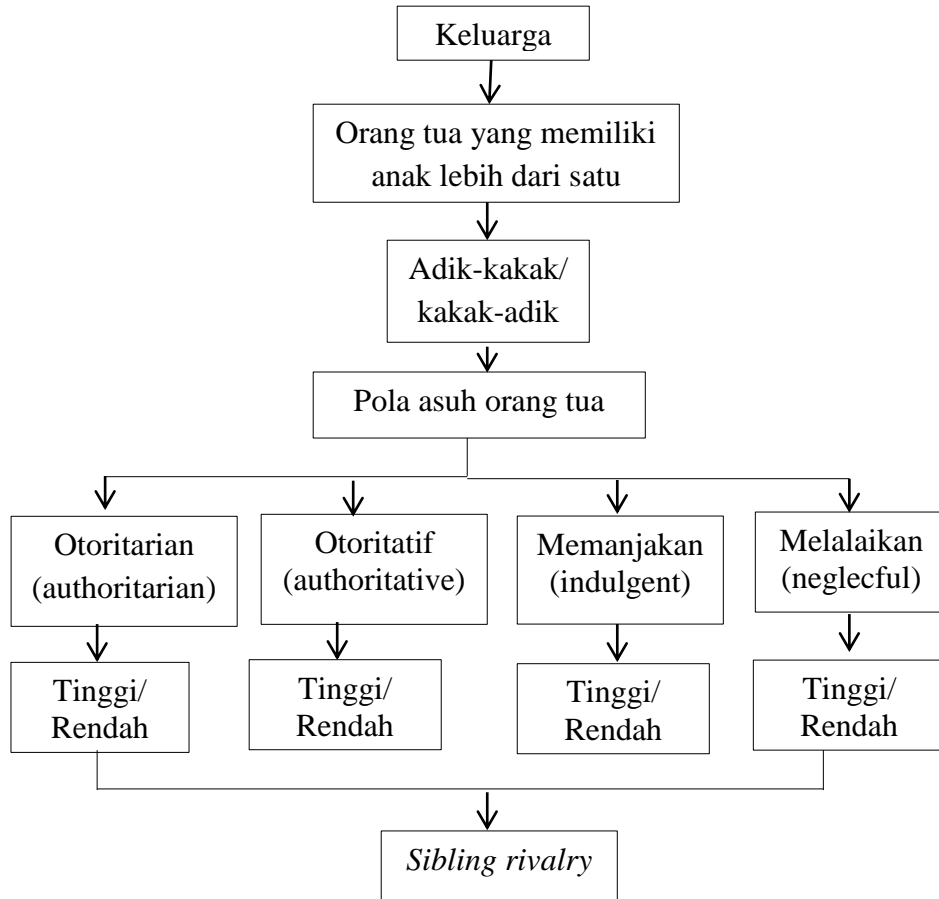 Keluarga
Orang tua yang memiliki
anak lebih dari satu
Adik-kakak/
kakak-adik
Pola asuh orang tua
Otoritarian
(authoritarian)
Otoritatif
(authoritative)
Memanjakan
(indulgent)
Melalaikan
(neglecful)
Tinggi/
Rendah
Tinggi/
Rendah
Tinggi/
Rendah
Tinggi/
Rendah
Sibling rivalry